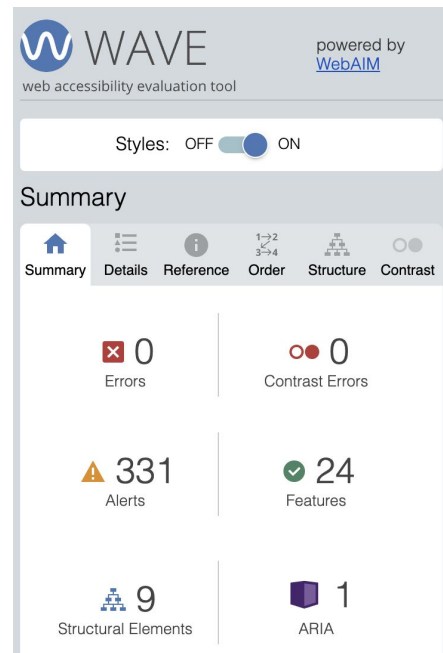 WAVE
powered by
WebAIM
web accessibility evaluation tool
Styles: OFF ON
Summary
1→2
3→4
Summary Details Reference Order Structure Contrast
0 0
Errors Contrast Errors
331 24
Alerts Features
9 1
Structural Elements ARIA